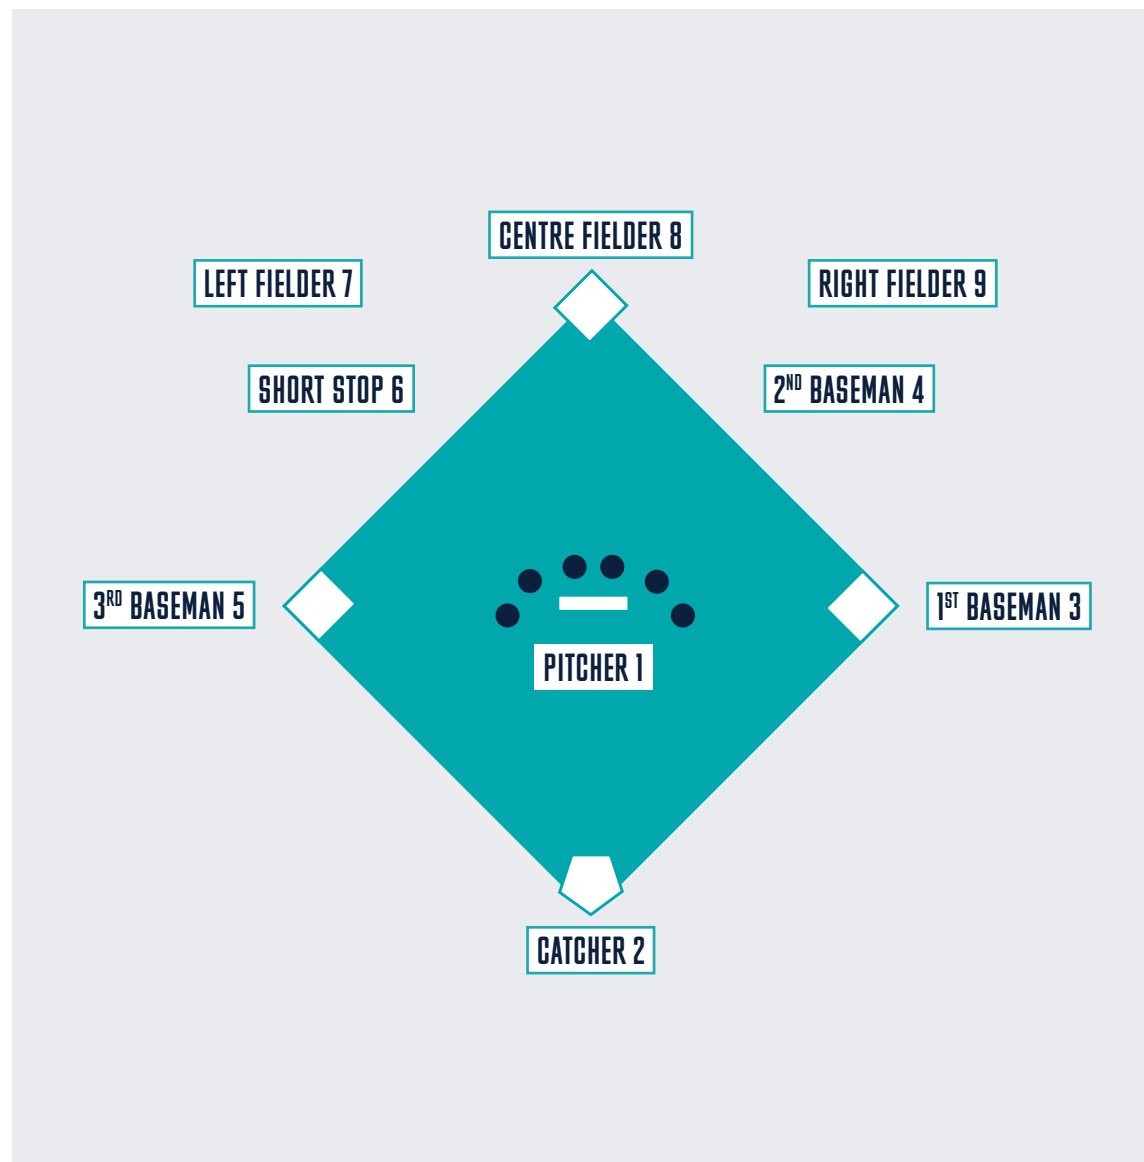 CENTRE FIELDER 8
LEFT FIELDER 7
RIGHT FIELDER 9
SHORT STOP 6
2ND BASEMAN 4
3RD BASEMAN 5
1ST BASEMAN 3
PITCHER 1
CATCHER 2